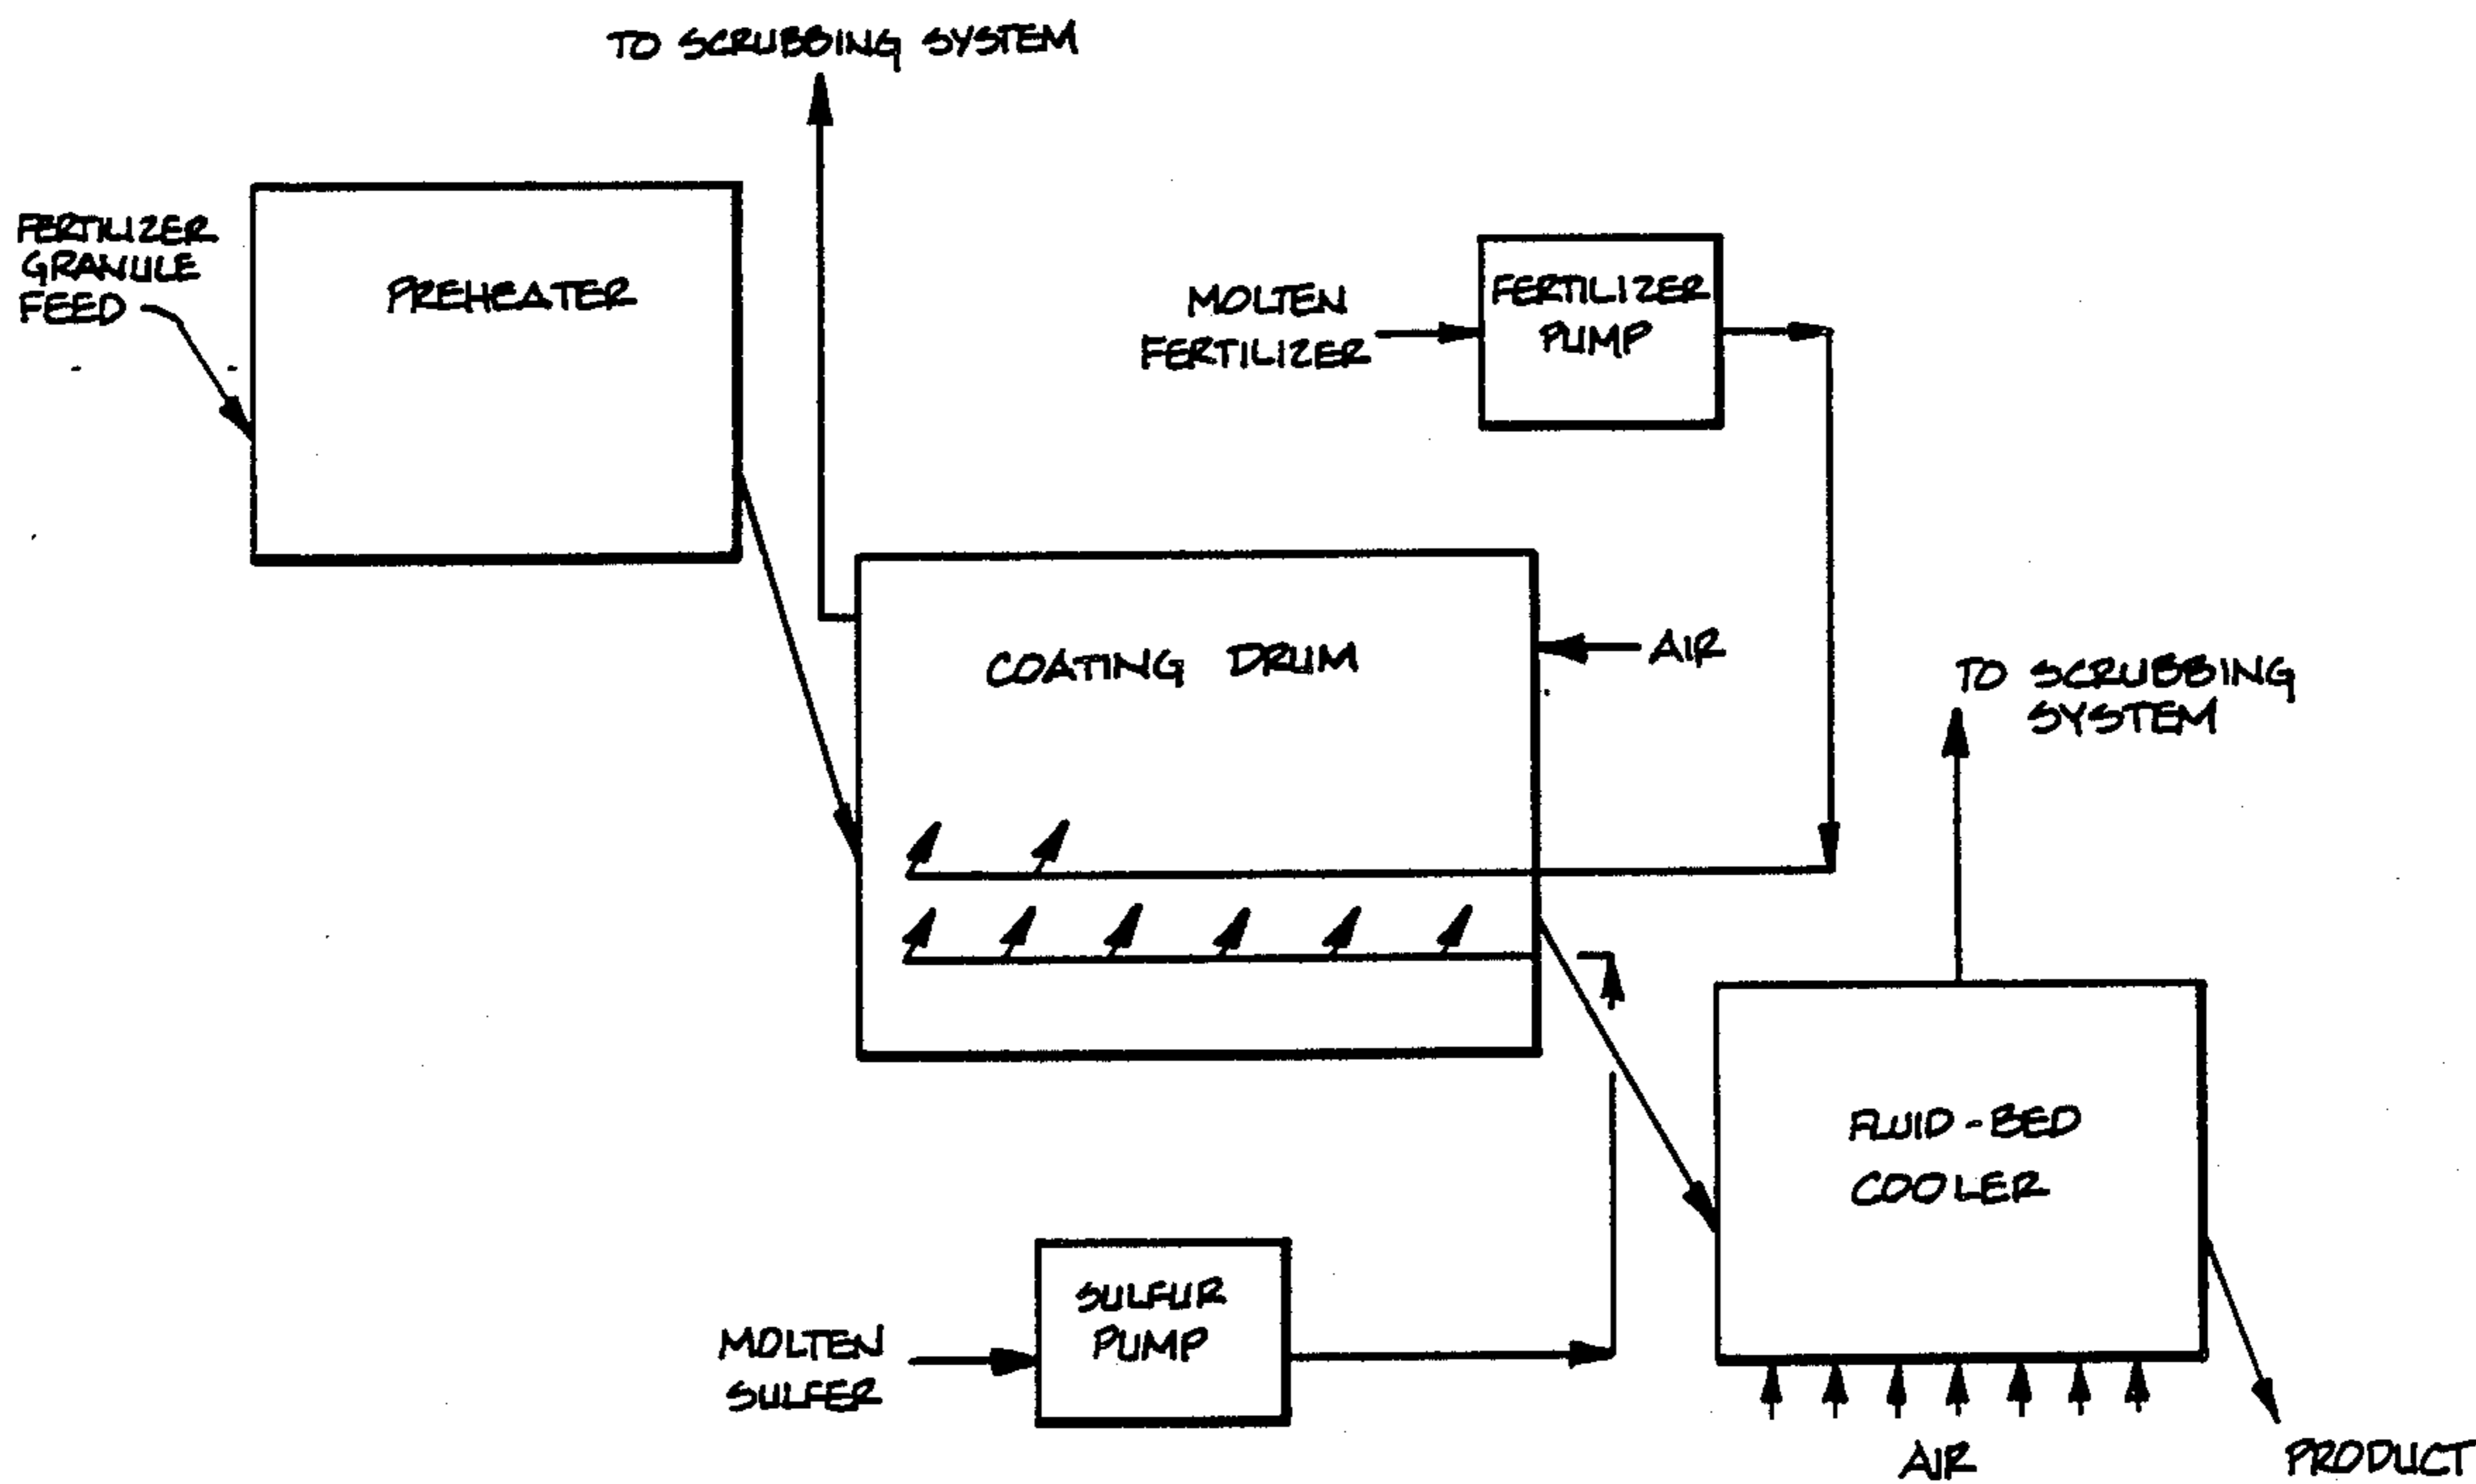 TO SCRUBBING SYSTEM
FERTILIZER
GRANULE
FEED
PREHEATER
MOLTEN
FERTILIZER
FERTILIZER
PUMP
COATING DRUM
AIR
TO SCRUBBING
SYSTEM
FLUID-BED
COOLER
SULFUR
PUMP
MOLTEN
SULFER
AIR
PRODUCT